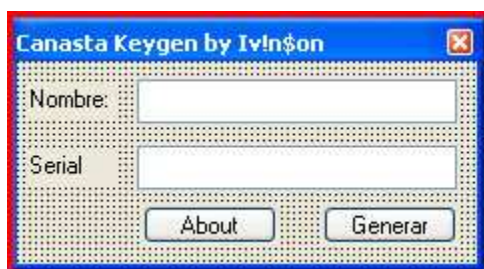 Canasta Keygen by Iv!n$on
Nombre:
Serial
About
Generar